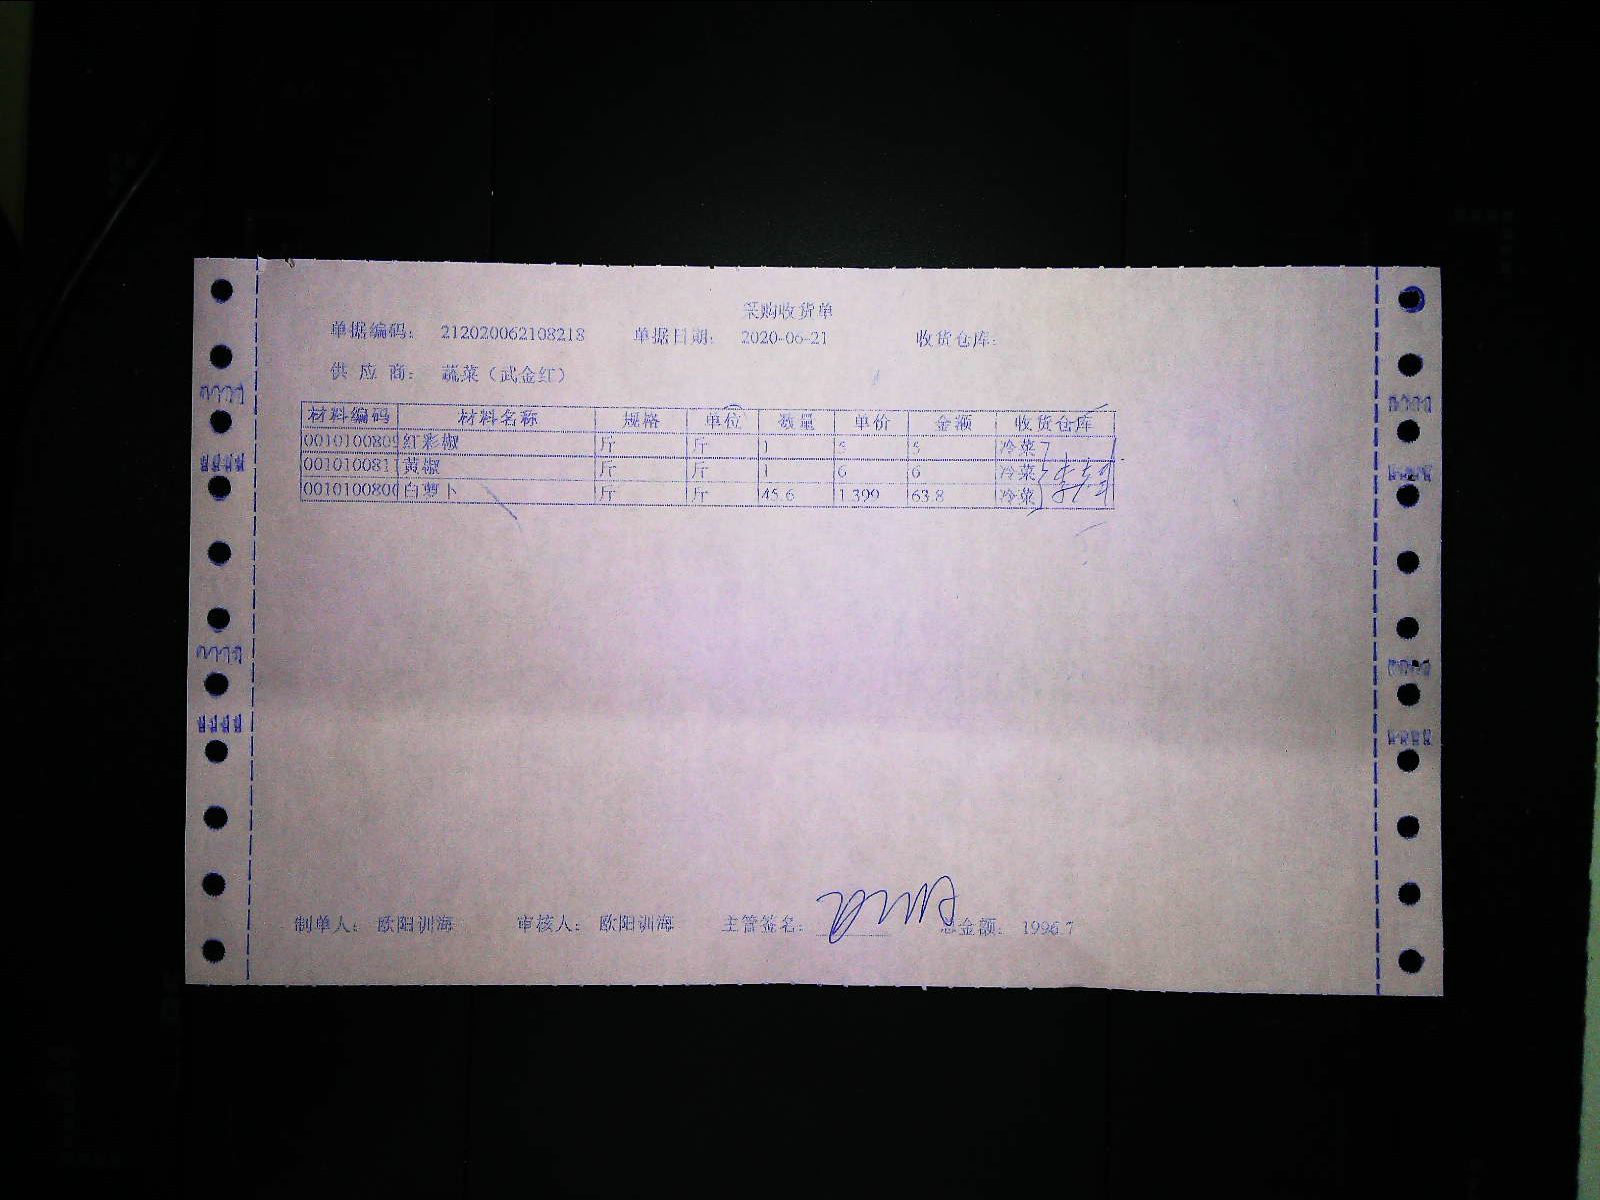 采购收货单
单据编码： 212020062108218 单据日期： 2020-06-21 收货仓库：
供 应 商： 蔬菜（武金红）
材料编码 材料名称 规格 单位 数量 单价 金额 收货仓库
0010100809 红彩椒 斤 斤 1 5 5 冷菜
0010100811 黄椒 斤 斤 1 6 6 冷菜
0010100800 白萝卜 斤 斤 45.6 1.399 63.8 冷菜
制单人： 欧阳训海 审核人： 欧阳训海 主管签名： 总金额： 1996.7